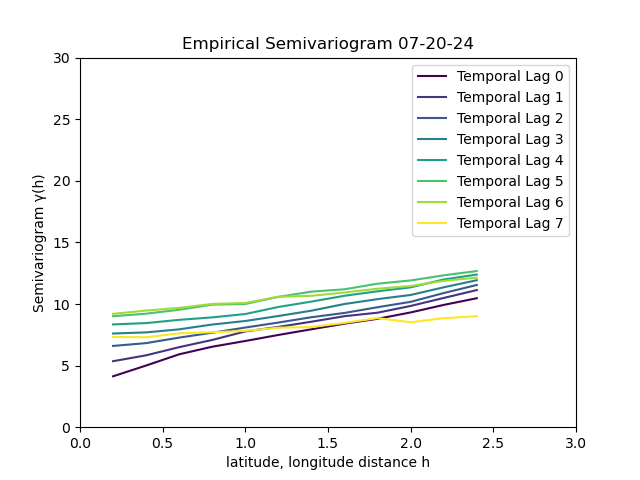 Empirical Semivariogram 07-20-24
30
25
20
15
10
5
0
Semivariogram γ(h)
Temporal Lag 0
Temporal Lag 1
Temporal Lag 2
Temporal Lag 3
Temporal Lag 4
Temporal Lag 5
Temporal Lag 6
Temporal Lag 7
0.0 0.5 1.0 1.5 2.0 2.5 3.0
latitude, longitude distance h